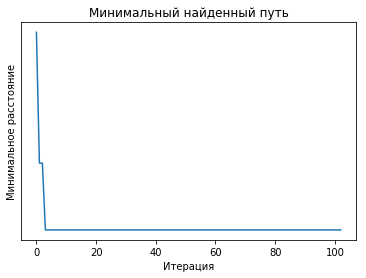 Минимальный найденный путь
Минимальное расстояние
0 20 40 60 80 100
Итерация